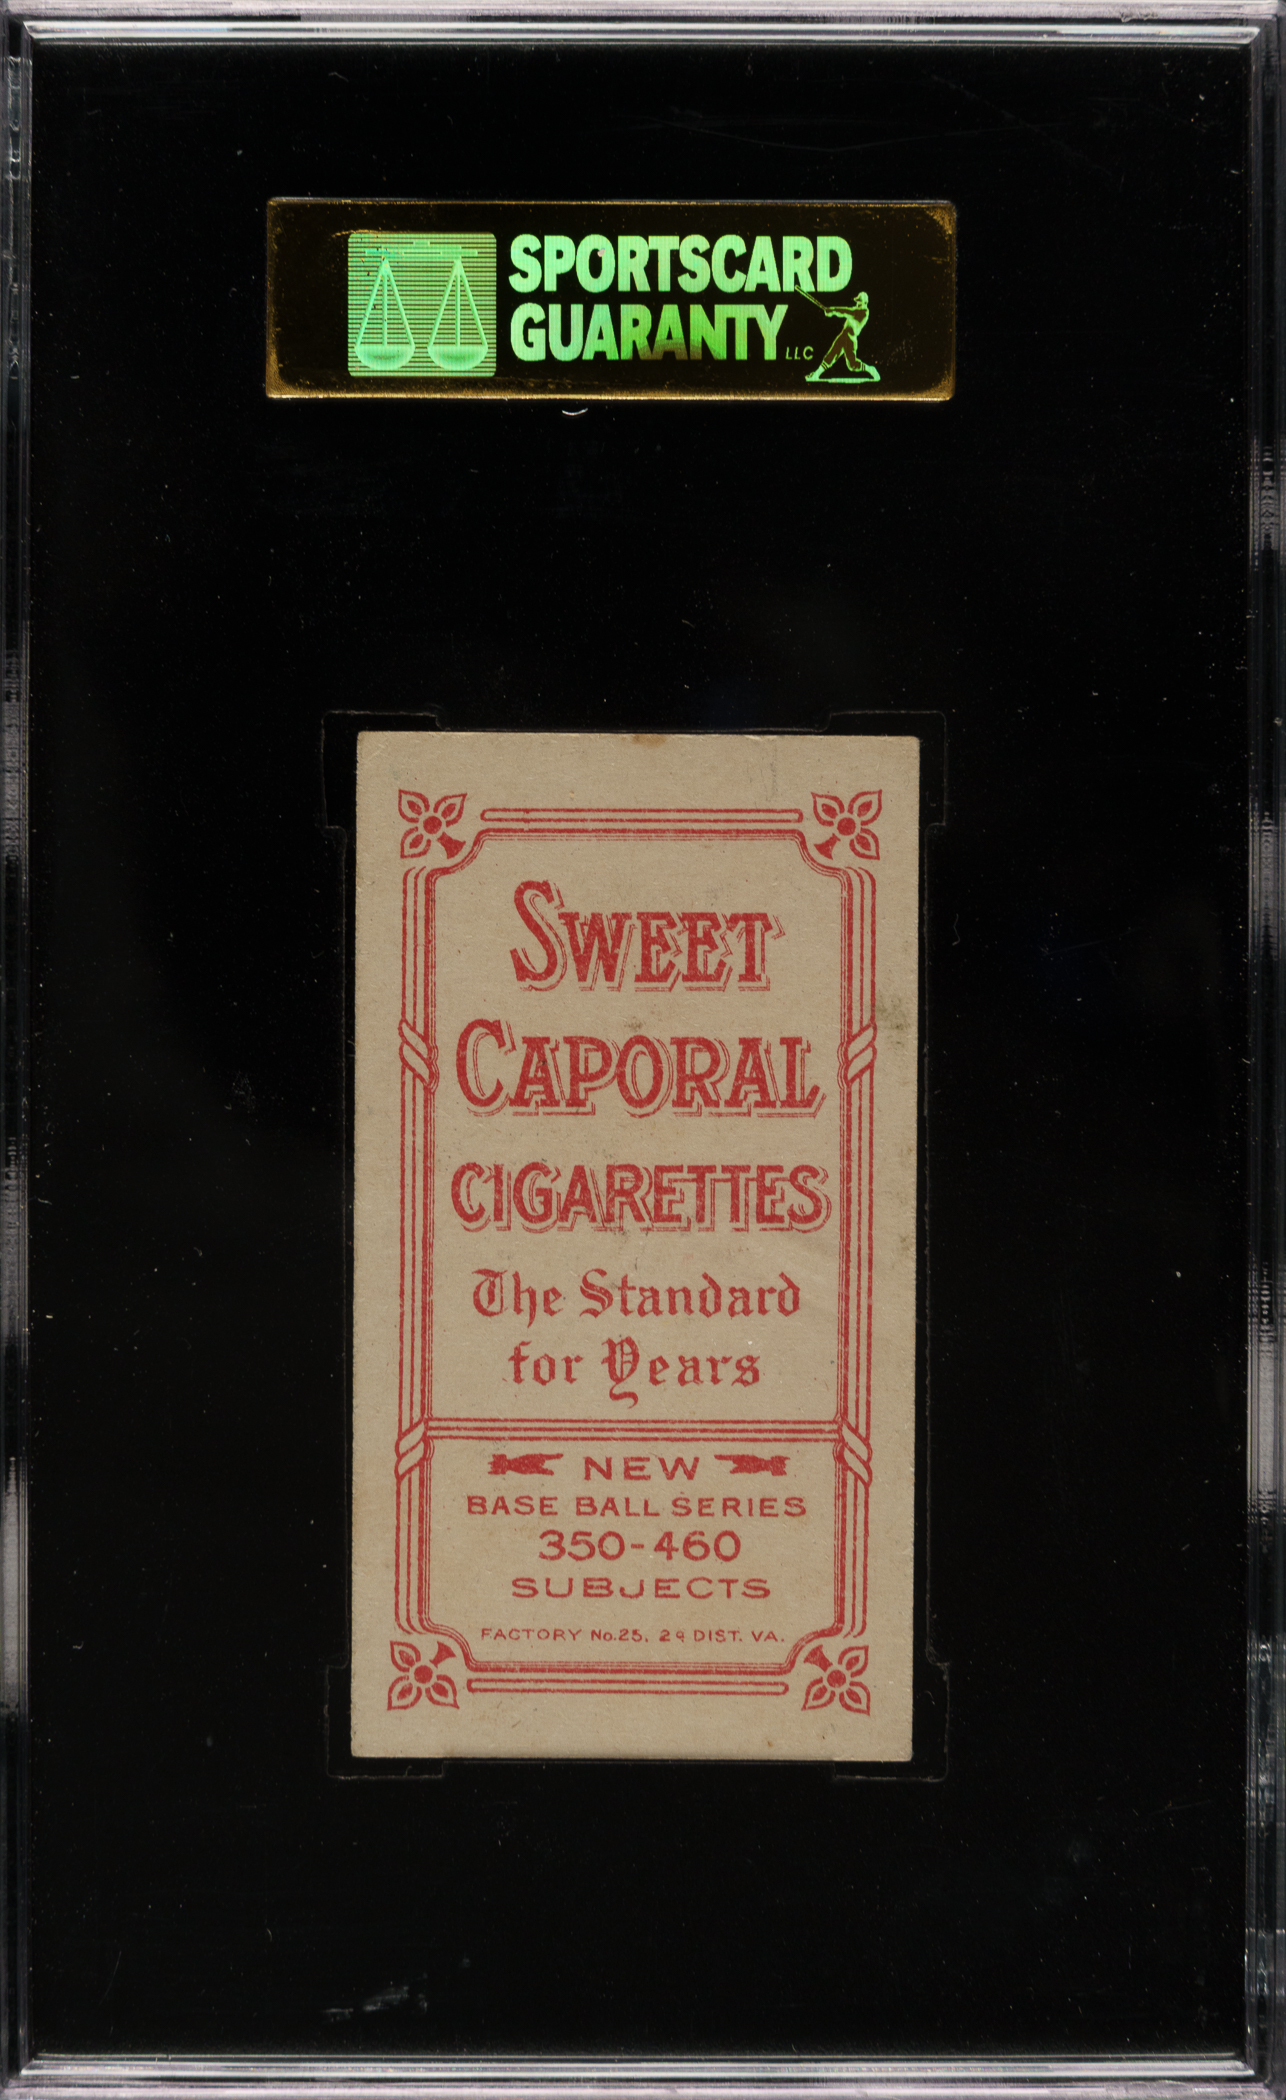 SPORTSCARD
GUARANTY LLC
SWEET
CAPORAL
CIGARETTES
The Standard
for Years
NEW
BASE BALL SERIES
350-460
SUBJECTS
FACTORY No. 25, 2d DIST. VA.